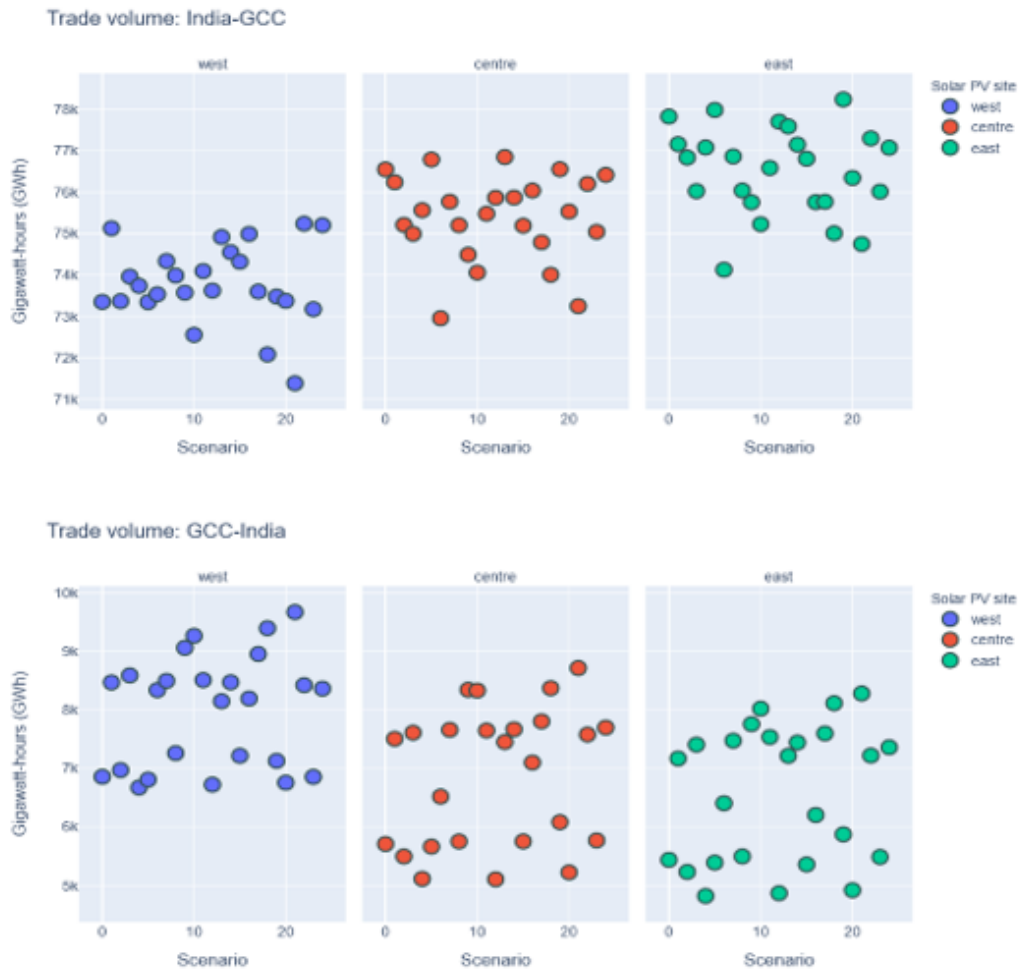 Trade volume: India-GCC
west centre east
Solar PV site
west
centre
east
Gigawatt-hours (GWh)
78k
77k
76k
75k
74k
73k
72k
71k
0 10 20 0 10 20 0 10 20
Scenario Scenario Scenario
Trade volume: GCC-India
west centre east
Solar PV site
west
centre
east
Gigawatt-hours (GWh)
10k
9k
8k
7k
6k
5k
0 10 20 0 10 20 0 10 20
Scenario Scenario Scenario